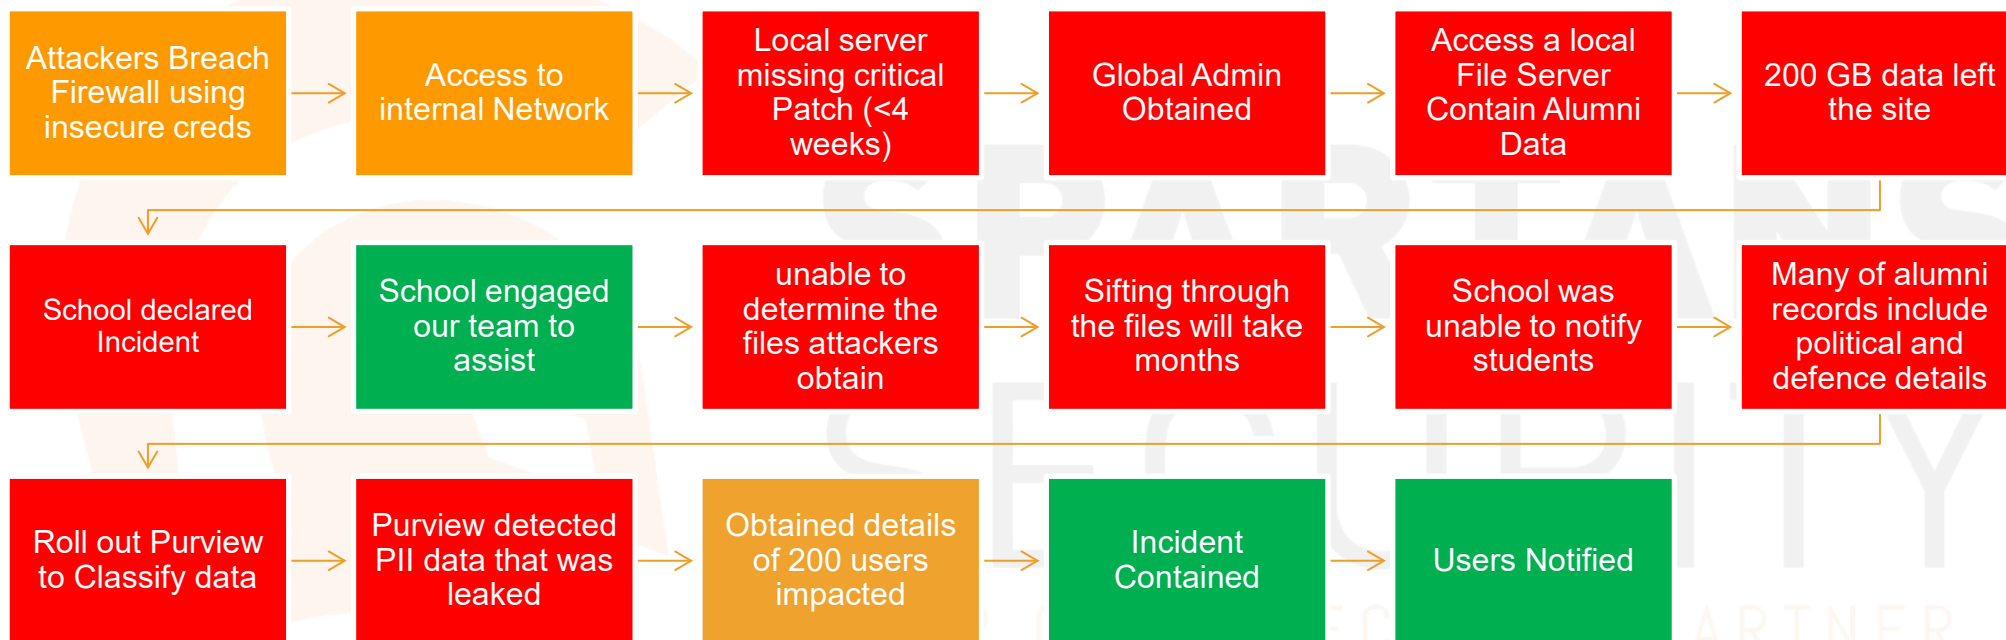 Attackers Breach
Firewall using
insecure creds
Access to
internal Network
Local server
missing critical
Patch (<4
weeks)
Global Admin
Obtained
Access a local
File Server
Contain Alumni
Data
200 GB data left
the site
School declared
Incident
School engaged
our team to
assist
unable to
determine the
files attackers
obtain
Sifting through
the files will take
months
School was
unable to notify
students
Many of alumni
records include
political and
defence details
Roll out Purview
to Classify data
Purview detected
PII data that was
leaked
Obtained details
of 200 users
impacted
Incident
Contained
Users Notified
SPARTANS
SECURITY